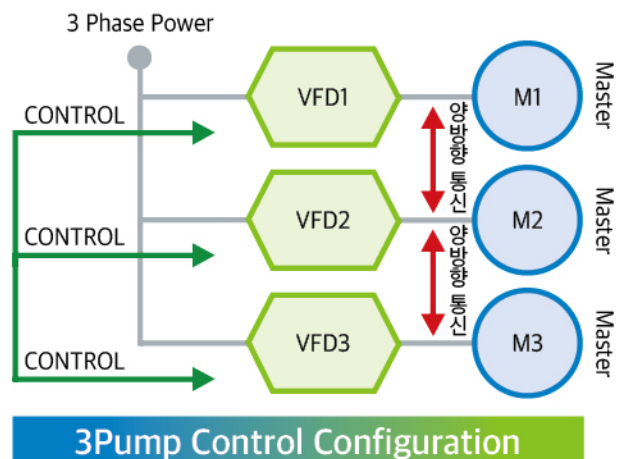 3 Phase Power
CONTROL
VFD1
M1
Master
양방향 통신
CONTROL
VFD2
M2
Master
양방향 통신
CONTROL
VFD3
M3
Master
3Pump Control Configuration